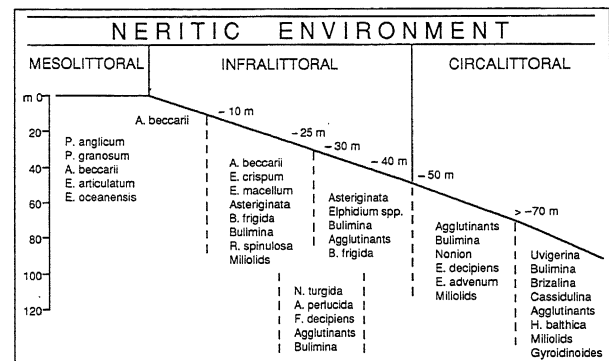 NERITIC ENVIRONMENT
MESOLITTORAL
INFRALITTORAL
CIRCALITTORAL
m 0
20
40
60
80
100
120
P. anglicum
P. granosum
A. beccarii
E. articulatum
E. oceanensis
A. beccarii
- 10 m
- 25 m
- 30 m
- 40 m
- 50 m
> -70 m
A. beccarii
E. crispum
E. macellum
Asteriginata
B. frigida
Bulimina
R. spinulosa
Miliolids
N. turgida
A. perlucida
F. decipiens
Agglutinants
Bulimina
Asteriginata
Elphidium spp.
Bulimina
Agglutinants
B. frigida
Agglutinants
Bulimina
Nonion
E. decipiens
E. advenum
Miliolids
Uvigerina
Bulimina
Brizalina
Cassidulina
Agglutinants
H. balthica
Miliolids
Gyroidinoides